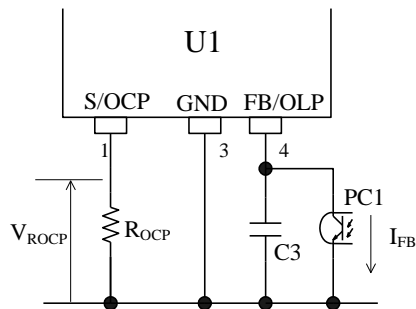 U1
S/OCP GND FB/OLP
1 3 4
PC1
V_ROCP R_OCP C3 I_FB